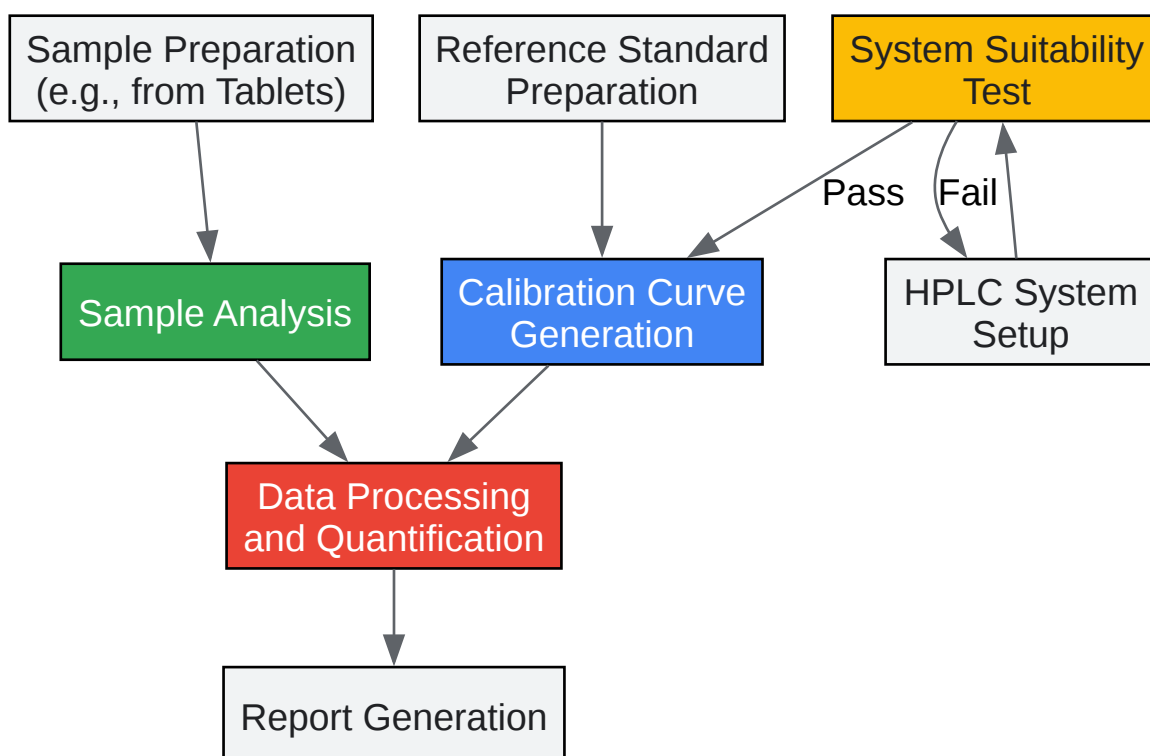 Sample Preparation
(e.g., from Tablets)
Reference Standard
Preparation
System Suitability
Test
Pass
Fail
Sample Analysis
Calibration Curve
Generation
HPLC System
Setup
Data Processing
and Quantification
Report Generation